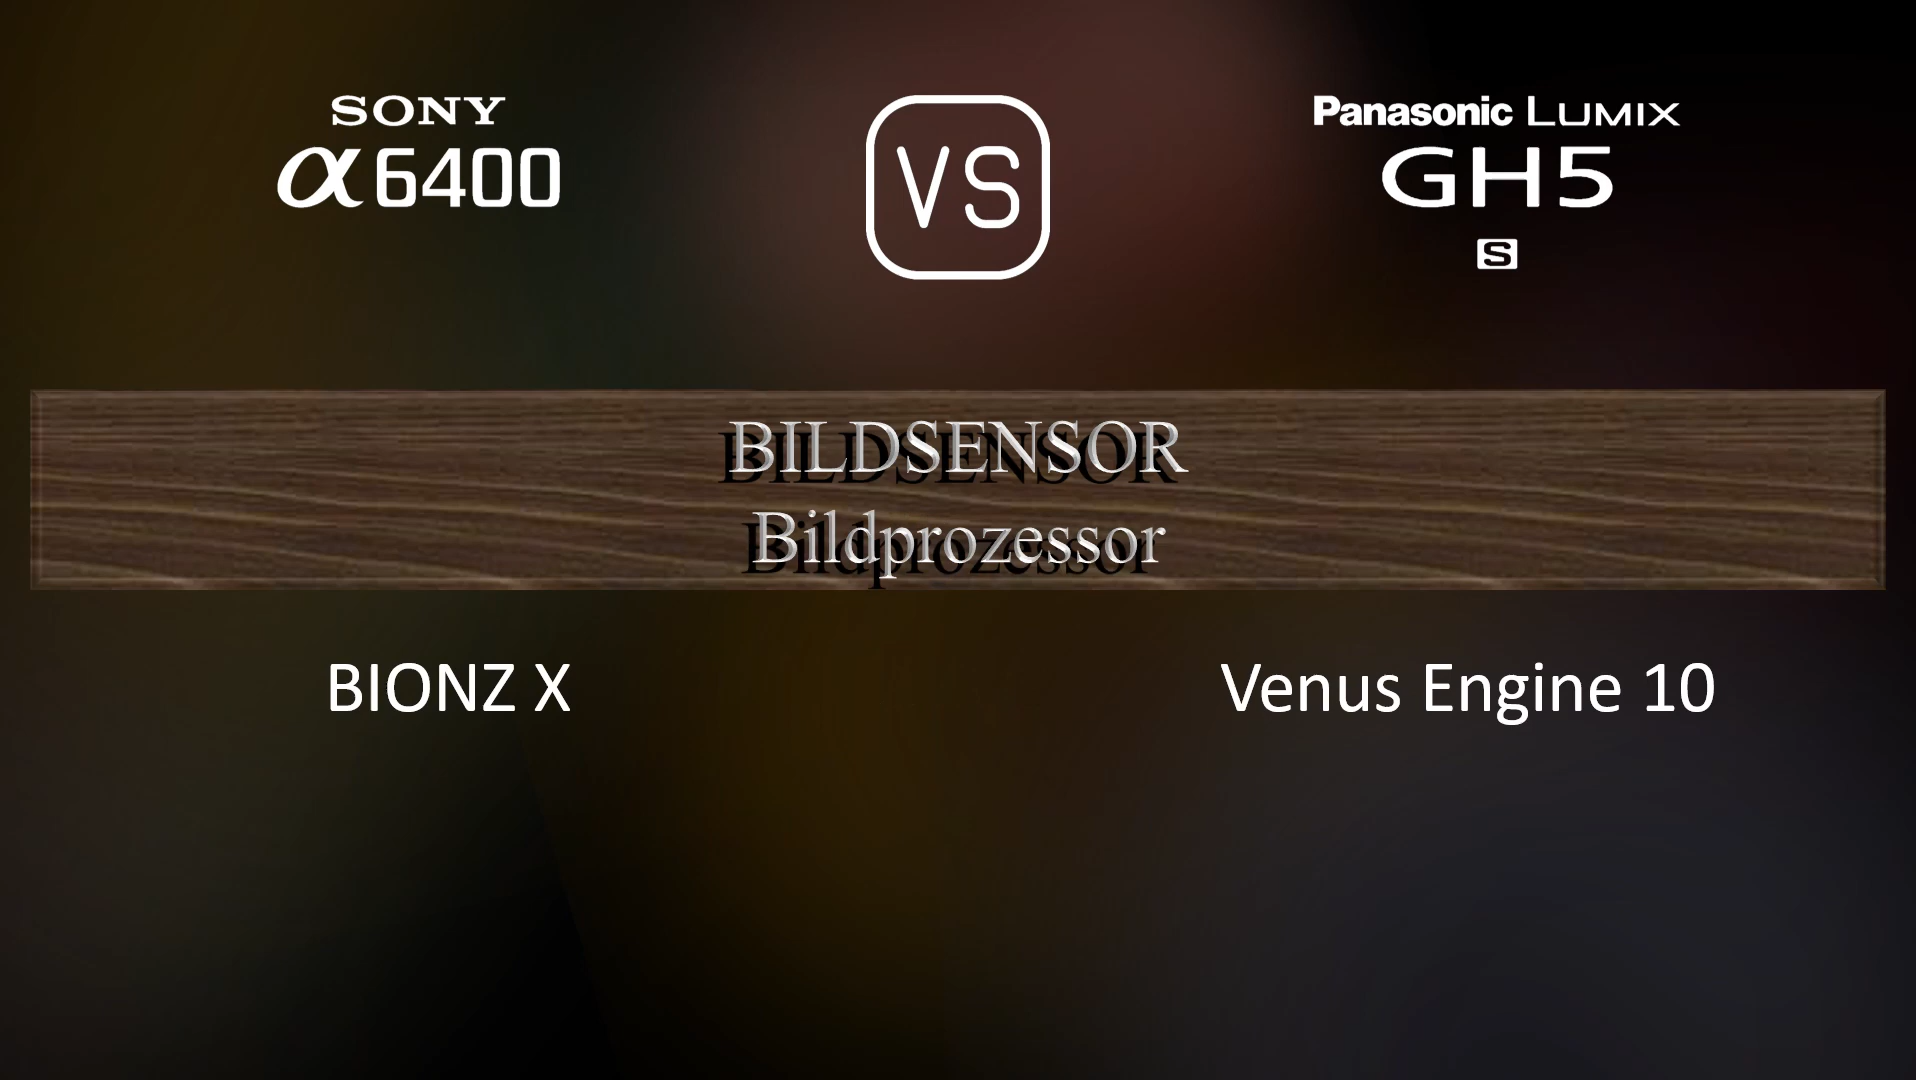 SONY
α6400
VS
Panasonic LUMIX
GH5
S
BILDSENSOR
Bildprozessor
BIONZ X
Venus Engine 10